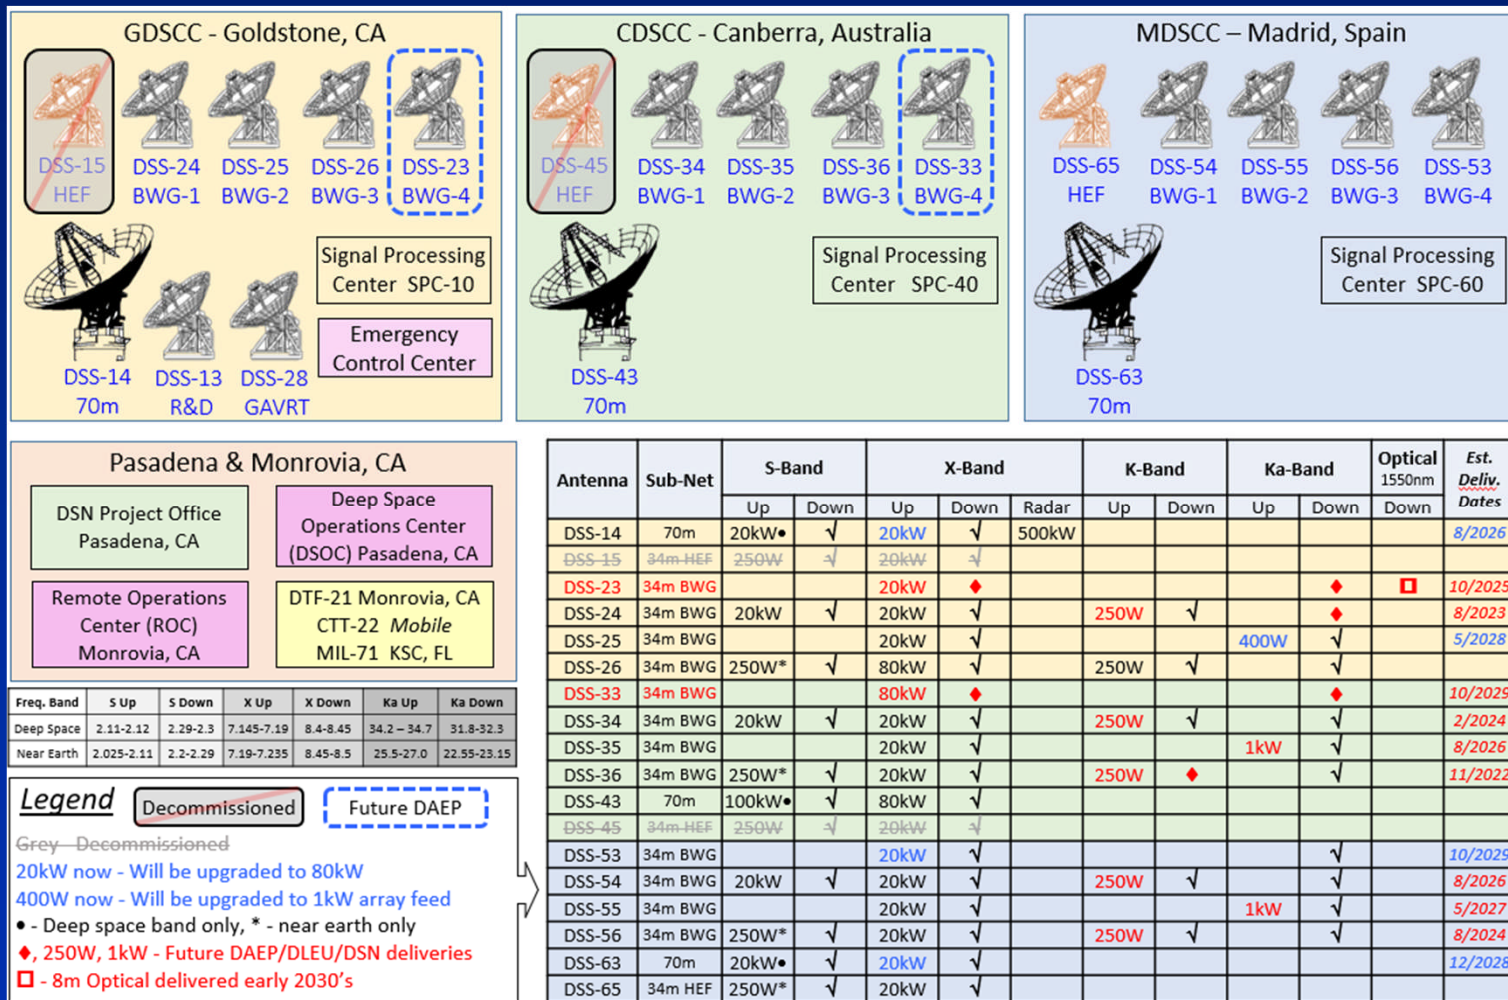 GDSCC - Goldstone, CA
DSS-15 DSS-24 DSS-25 DSS-26 DSS-23
HEF BWG-1 BWG-2 BWG-3 BWG-4
Signal Processing
Center SPC-10
Emergency
Control Center
DSS-14 DSS-13 DSS-28
70m R&D GAVRT
CDSCC - Canberra, Australia
DSS-45 DSS-34 DSS-35 DSS-36 DSS-33
HEF BWG-1 BWG-2 BWG-3 BWG-4
Signal Processing
Center SPC-40
DSS-43
70m
MDSCC – Madrid, Spain
DSS-65 DSS-54 DSS-55 DSS-56 DSS-53
HEF BWG-1 BWG-2 BWG-3 BWG-4
Signal Processing
Center SPC-60
DSS-63
70m
Pasadena & Monrovia, CA
DSN Project Office
Pasadena, CA
Deep Space
Operations Center
(DSOC) Pasadena, CA
Remote Operations
Center (ROC)
Monrovia, CA
DTF-21 Monrovia, CA
CTT-22 Mobile
MIL-71 KSC, FL
Freq. Band S Up S Down X Up X Down Ka Up Ka Down
Deep Space 2.11-2.12 2.29-2.3 7.145-7.19 8.4-8.45 34.2 – 34.7 31.8-32.3
Near Earth 2.025-2.11 2.2-2.29 7.19-7.235 8.45-8.5 25.5-27.0 22.55-23.15
Legend Decommissioned Future DAEP
Grey - Decommissioned
20kW now - Will be upgraded to 80kW
400W now - Will be upgraded to 1kW array feed
• - Deep space band only, * - near earth only
♦, 250W, 1kW - Future DAEP/DLEU/DSN deliveries
□ - 8m Optical delivered early 2030's
Antenna Sub-Net S-Band X-Band K-Band Ka-Band Optical 1550nm Est. Deliv. Dates
Up Down Up Down Radar Up Down Up Down Down
DSS-14 70m 20kW• √ 20kW √ 500kW 8/2026
DSS-15 34m HEF 250W √ 20kW √
DSS-23 34m BWG 20kW ♦ ♦ □ 10/2025
DSS-24 34m BWG 20kW √ 20kW √ 250W √ ♦ 8/2023
DSS-25 34m BWG 20kW √ 400W √ 5/2028
DSS-26 34m BWG 250W* √ 80kW √ 250W √ √
DSS-33 34m BWG 80kW ♦ ♦ 10/2029
DSS-34 34m BWG 20kW √ 20kW √ 250W √ √ 2/2024
DSS-35 34m BWG 20kW √ 1kW √ 8/2026
DSS-36 34m BWG 250W* √ 20kW √ 250W ♦ √ 11/2022
DSS-43 70m 100kW• √ 80kW √
DSS-45 34m HEF 250W √ 20kW √
DSS-53 34m BWG 20kW √ √ 10/2029
DSS-54 34m BWG 20kW √ 20kW √ 250W √ √ 8/2026
DSS-55 34m BWG 20kW √ 1kW √ 5/2027
DSS-56 34m BWG 250W* √ 20kW √ 250W √ √ 8/2024
DSS-63 70m 20kW• √ 20kW √ 12/2028
DSS-65 34m HEF 250W* √ 20kW √